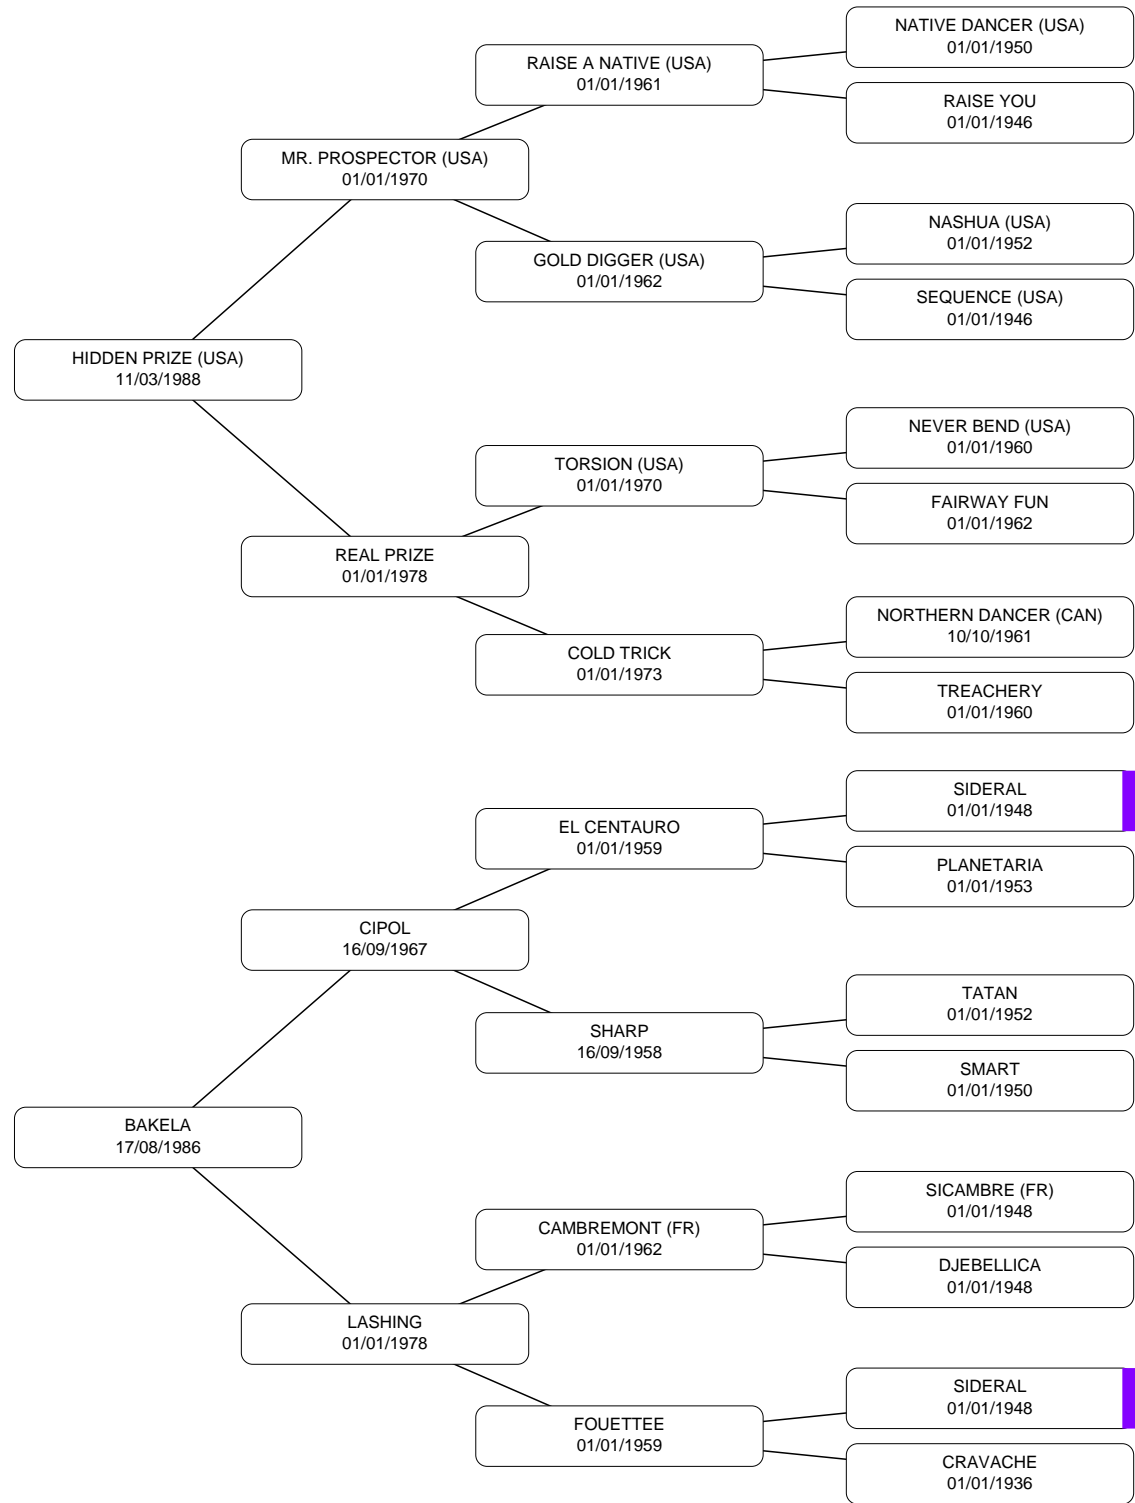 NATIVE DANCER (USA)
01/01/1950
RAISE A NATIVE (USA)
01/01/1961
RAISE YOU
01/01/1946
MR. PROSPECTOR (USA)
01/01/1970
NASHUA (USA)
01/01/1952
GOLD DIGGER (USA)
01/01/1962
SEQUENCE (USA)
01/01/1946
HIDDEN PRIZE (USA)
11/03/1988
NEVER BEND (USA)
01/01/1960
TORSION (USA)
01/01/1970
FAIRWAY FUN
01/01/1962
REAL PRIZE
01/01/1978
NORTHERN DANCER (CAN)
10/10/1961
COLD TRICK
01/01/1973
TREACHERY
01/01/1960
SIDERAL
01/01/1948
EL CENTAURO
01/01/1959
PLANETARIA
01/01/1953
CIPOL
16/09/1967
TATAN
01/01/1952
SHARP
16/09/1958
SMART
01/01/1950
BAKELA
17/08/1986
SICAMBRE (FR)
01/01/1948
CAMBREMONT (FR)
01/01/1962
DJEBELLICA
01/01/1948
LASHING
01/01/1978
SIDERAL
01/01/1948
FOUETTEE
01/01/1959
CRAVACHE
01/01/1936